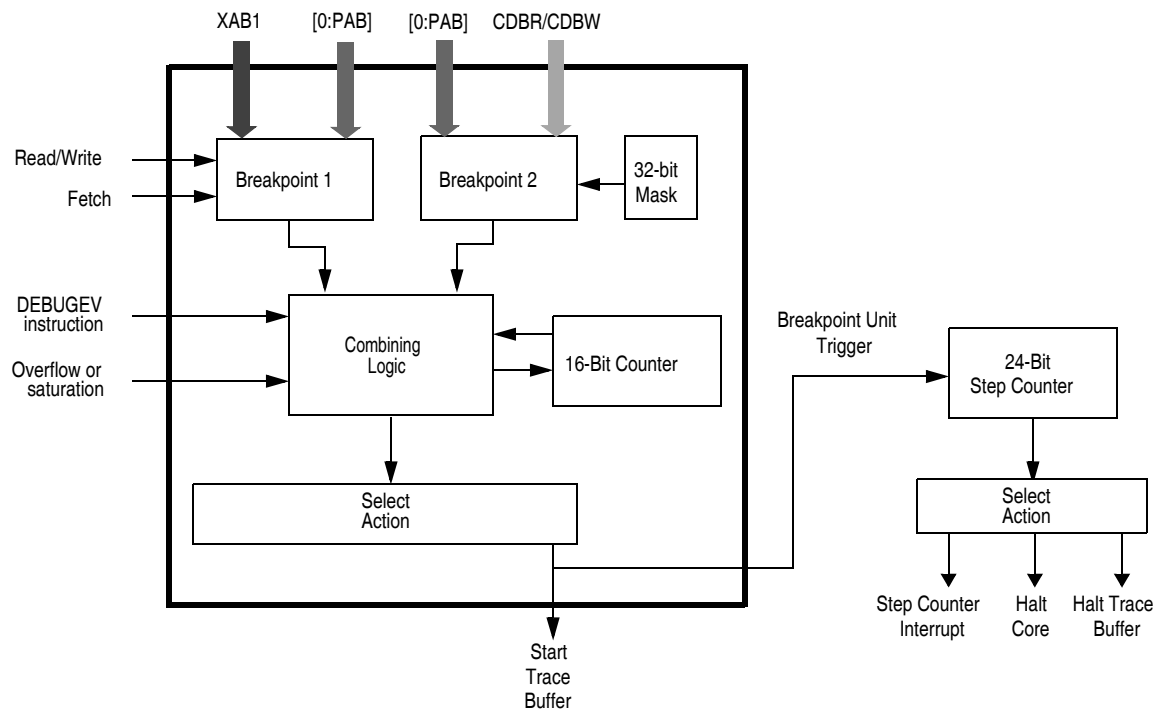 XAB1
[0:PAB]
[0:PAB]
CDBR/CDBW
Read/Write
Fetch
Breakpoint 1
Breakpoint 2
32-bit
Mask
DEBUGEV
instruction
Overflow or
saturation
Combining
Logic
16-Bit Counter
Breakpoint Unit
Trigger
24-Bit
Step Counter
Select
Action
Select
Action
Step Counter
Interrupt
Halt
Core
Halt Trace
Buffer
Start
Trace
Buffer